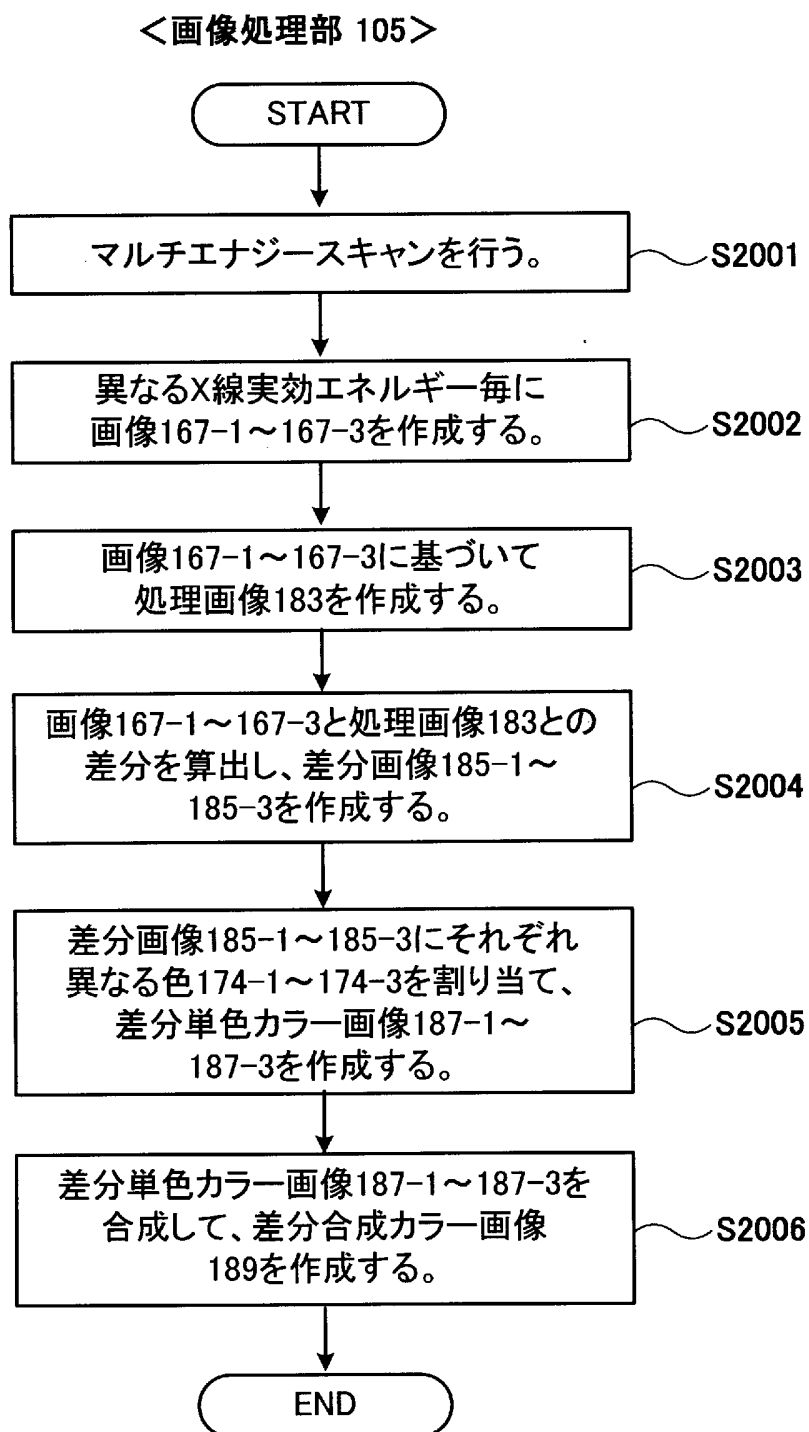 <画像処理部 105>
START
マルチエナジースキャンを行う。
S2001
異なるX線実効エネルギー毎に
画像167-1～167-3を作成する。
S2002
画像167-1～167-3に基づいて
処理画像183を作成する。
S2003
画像167-1～167-3と処理画像183との
差分を算出し、差分画像185-1～
185-3を作成する。
S2004
差分画像185-1～185-3にそれぞれ
異なる色174-1～174-3を割り当て、
差分単色カラー画像187-1～
187-3を作成する。
S2005
差分単色カラー画像187-1～187-3を
合成して、差分合成カラー画像
189を作成する。
S2006
END